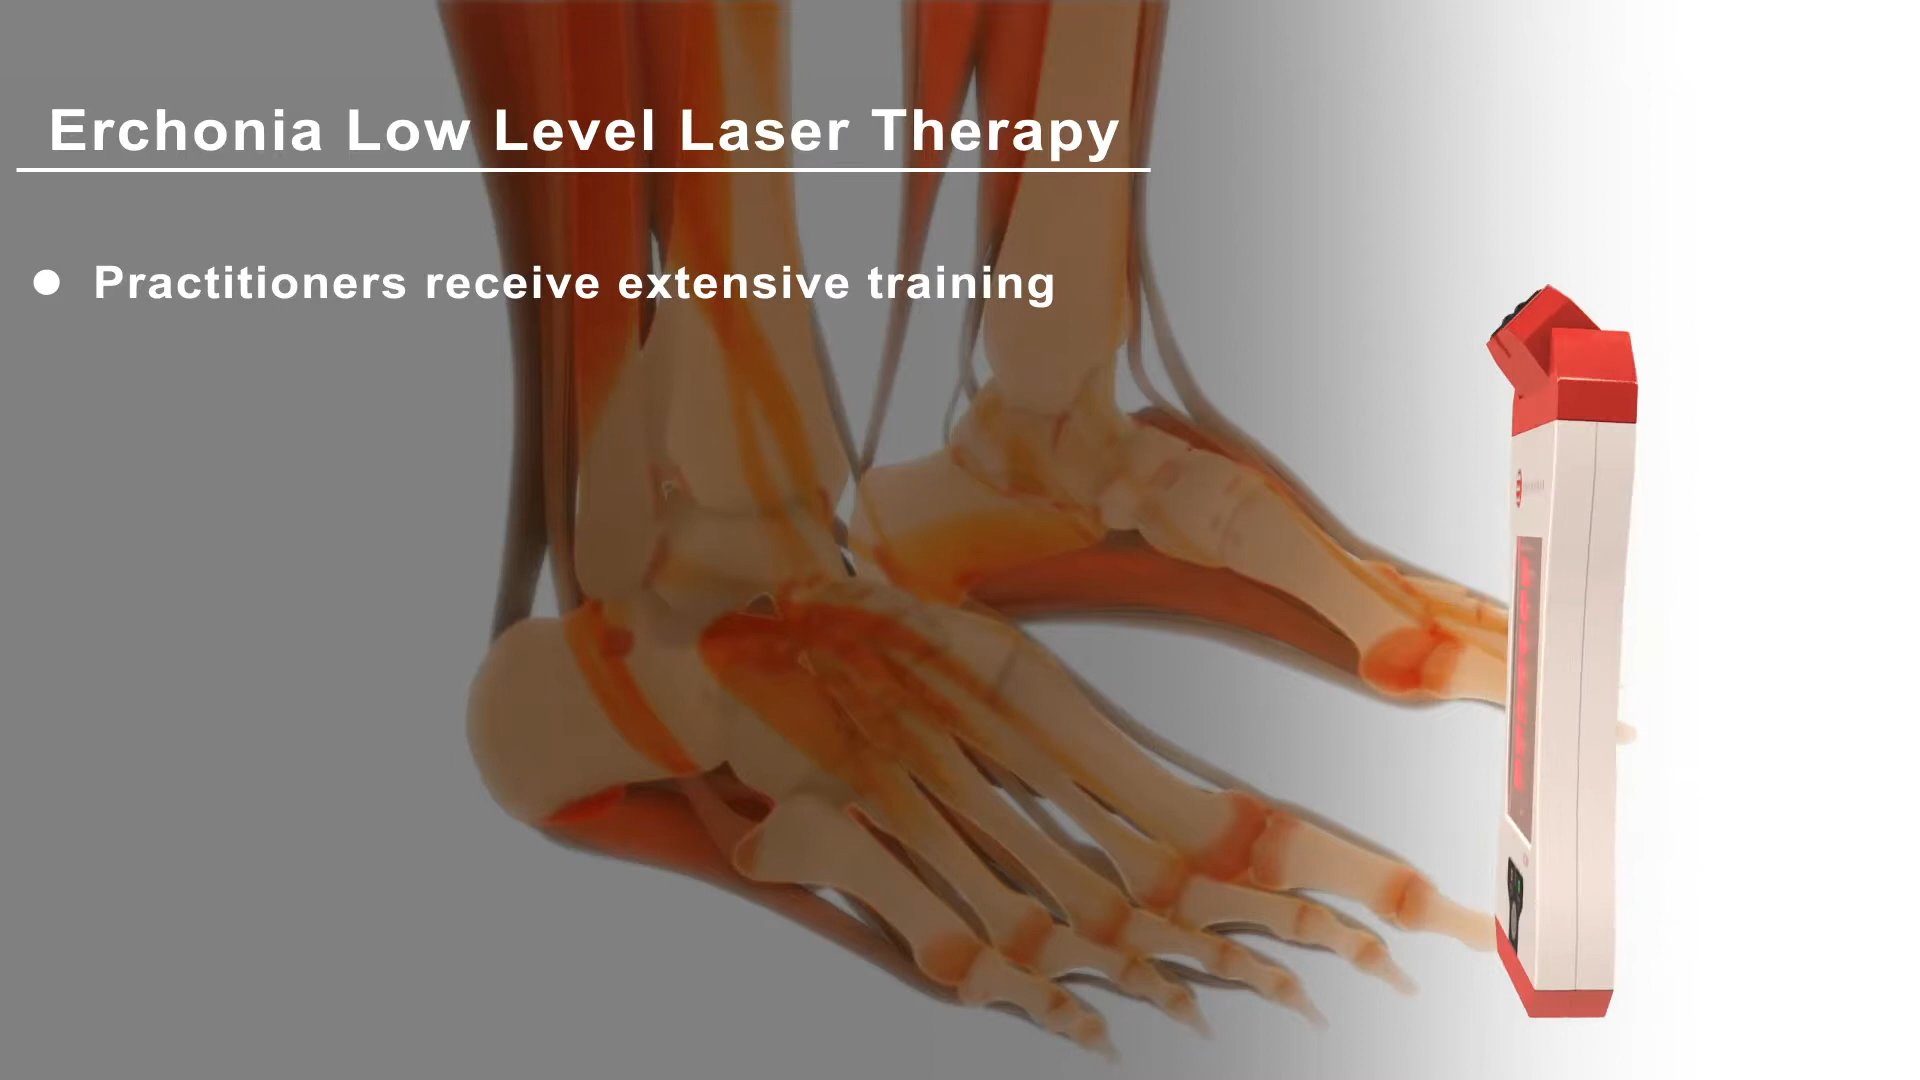 Erchonia Low Level Laser Therapy
Practitioners receive extensive training